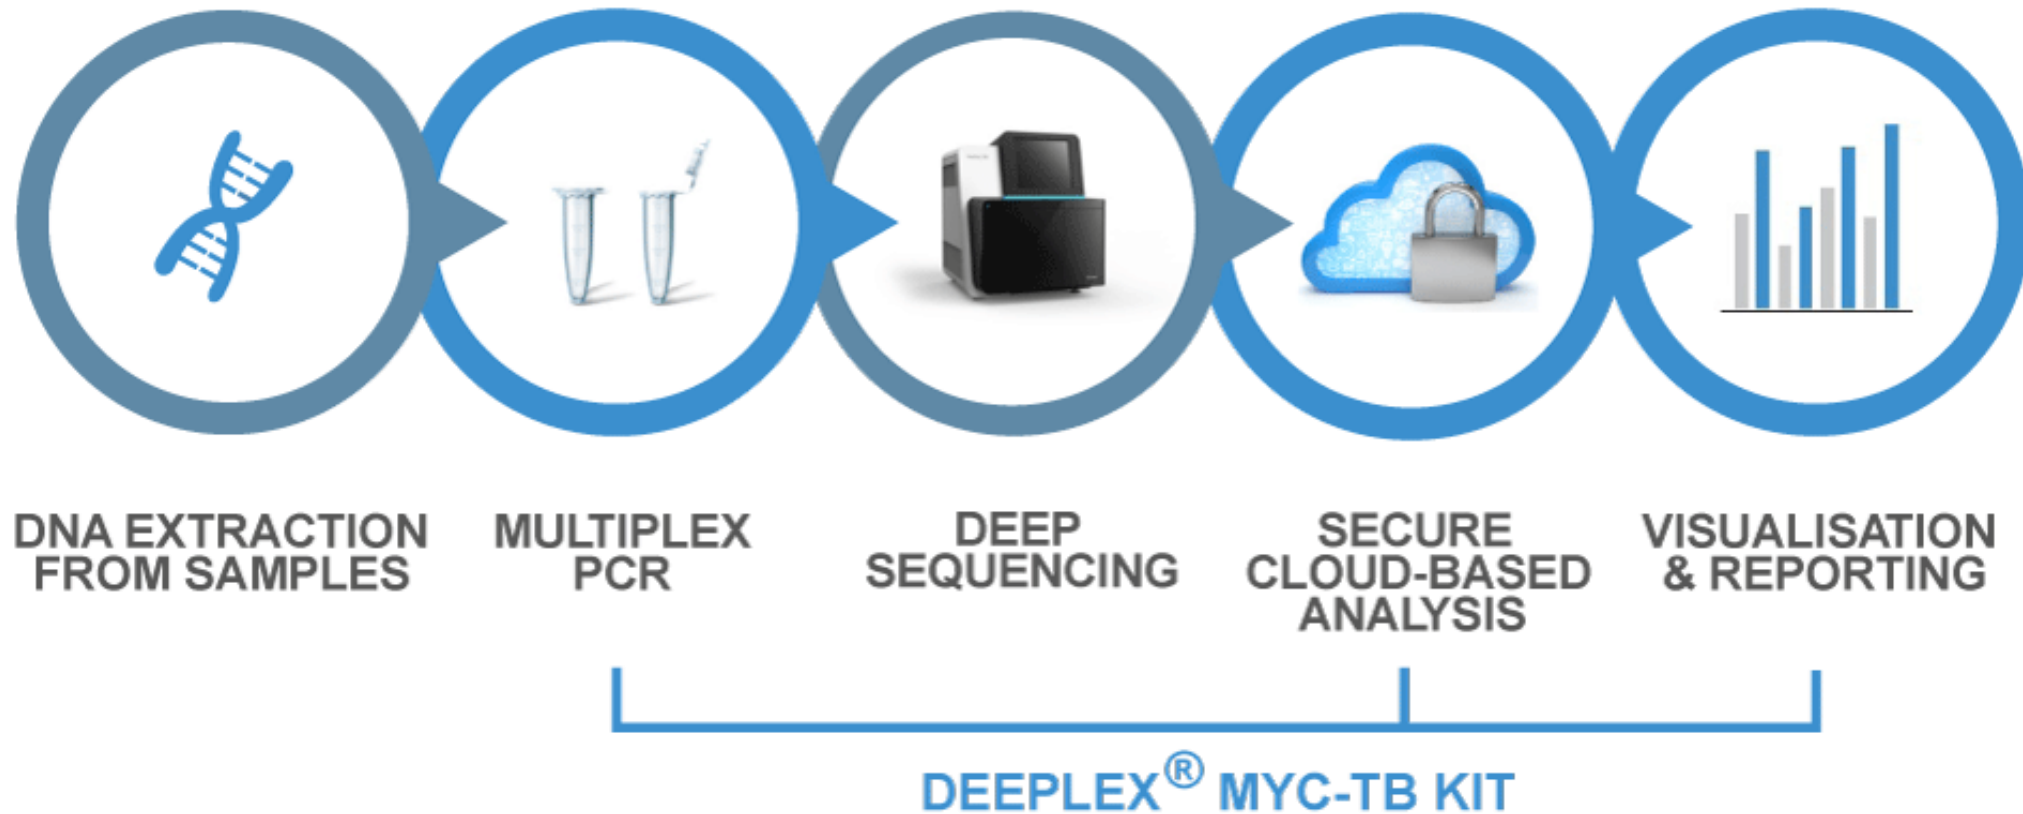 DNA EXTRACTION
FROM SAMPLES
MULTIPLEX
PCR
DEEP
SEQUENCING
SECURE
CLOUD-BASED
ANALYSIS
VISUALISATION
& REPORTING
DEEPLEX® MYC-TB KIT